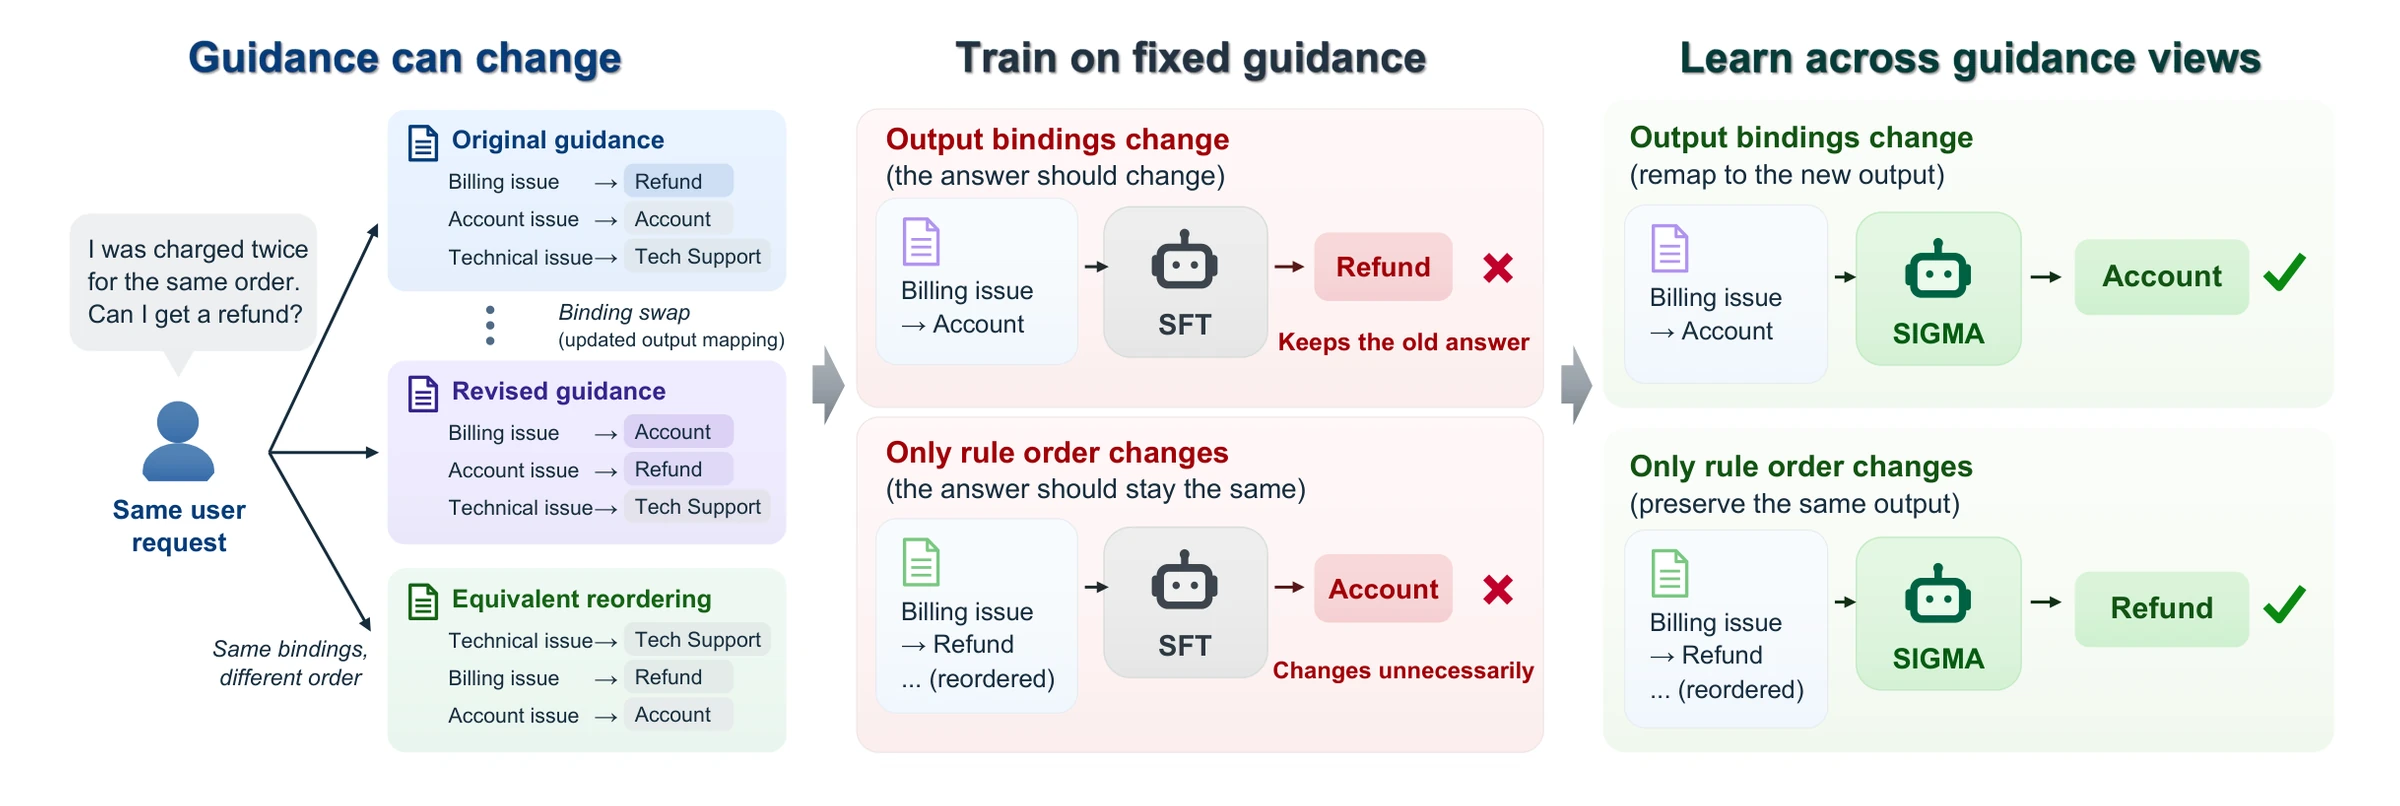 Guidance can change
I was charged twice
for the same order.
Can I get a refund?
Same user
request
Same bindings,
different order
Original guidance
Billing issue → Refund
Account issue → Account
Technical issue→ Tech Support
Binding swap
(updated output mapping)
Revised guidance
Billing issue → Account
Account issue → Refund
Technical issue→ Tech Support
Equivalent reordering
Technical issue→ Tech Support
Billing issue → Refund
Account issue → Account
Train on fixed guidance
Output bindings change
(the answer should change)
Billing issue
→ Account
SFT
Refund
Keeps the old answer
Only rule order changes
(the answer should stay the same)
Billing issue
→ Refund
... (reordered)
SFT
Account
Changes unnecessarily
Learn across guidance views
Output bindings change
(remap to the new output)
Billing issue
→ Account
SIGMA
Account
Only rule order changes
(preserve the same output)
Billing issue
→ Refund
... (reordered)
SIGMA
Refund